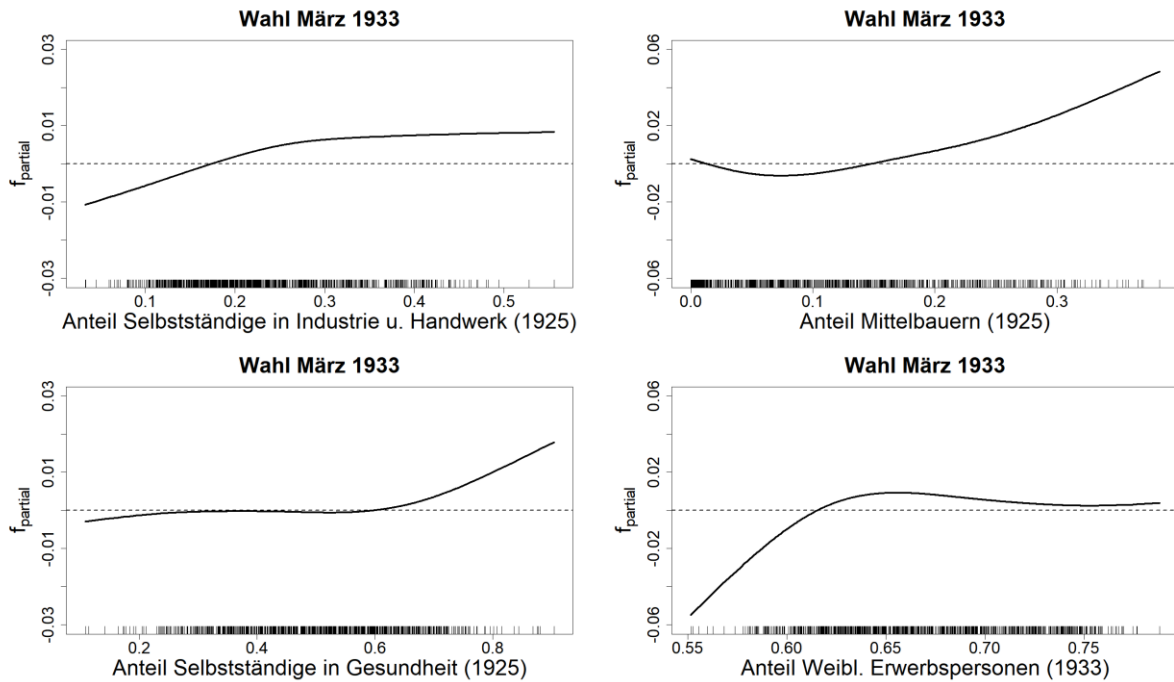 Wahl März 1933
f_partial
0.03
0.01
-0.01
-0.03
0.1 0.2 0.3 0.4 0.5
Anteil Selbstständige in Industrie u. Handwerk (1925)
Wahl März 1933
f_partial
0.06
0.02
-0.02
-0.06
0.0 0.1 0.2 0.3
Anteil Mittelbauern (1925)
Wahl März 1933
f_partial
0.03
0.01
-0.01
-0.03
0.2 0.4 0.6 0.8
Anteil Selbstständige in Gesundheit (1925)
Wahl März 1933
f_partial
0.06
0.02
-0.02
-0.06
0.55 0.60 0.65 0.70 0.75
Anteil Weibl. Erwerbspersonen (1933)